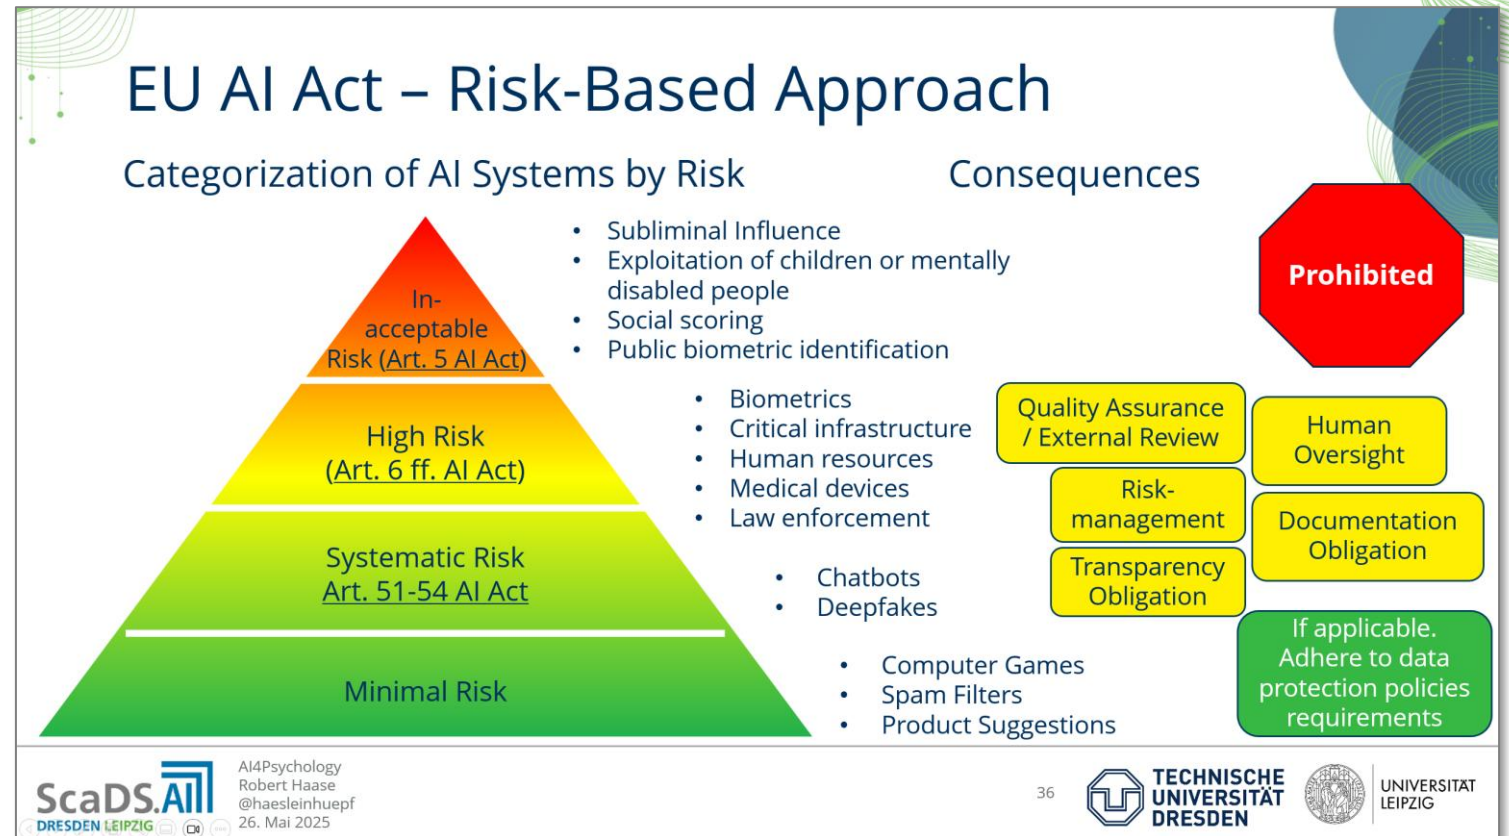 EU AI Act – Risk-Based Approach
Categorization of AI Systems by Risk
Consequences
In-
acceptable
Risk (Art. 5 AI Act)
• Subliminal Influence
• Exploitation of children or mentally
disabled people
• Social scoring
• Public biometric identification
Prohibited
High Risk
(Art. 6 ff. AI Act)
• Biometrics
• Critical infrastructure
• Human resources
• Medical devices
• Law enforcement
Quality Assurance
/ External Review
Human
Oversight
Risk-
management
Documentation
Obligation
Transparency
Obligation
Systematic Risk
Art. 51-54 AI Act
• Chatbots
• Deepfakes
Minimal Risk
• Computer Games
• Spam Filters
• Product Suggestions
If applicable.
Adhere to data
protection policies
requirements
ScaDS.AI
DRESDEN LEIPZIG
AI4Psychology
Robert Haase
@haesleinhuepf
26. Mai 2025
36
TECHNISCHE
UNIVERSITÄT
DRESDEN
UNIVERSITÄT
LEIPZIG